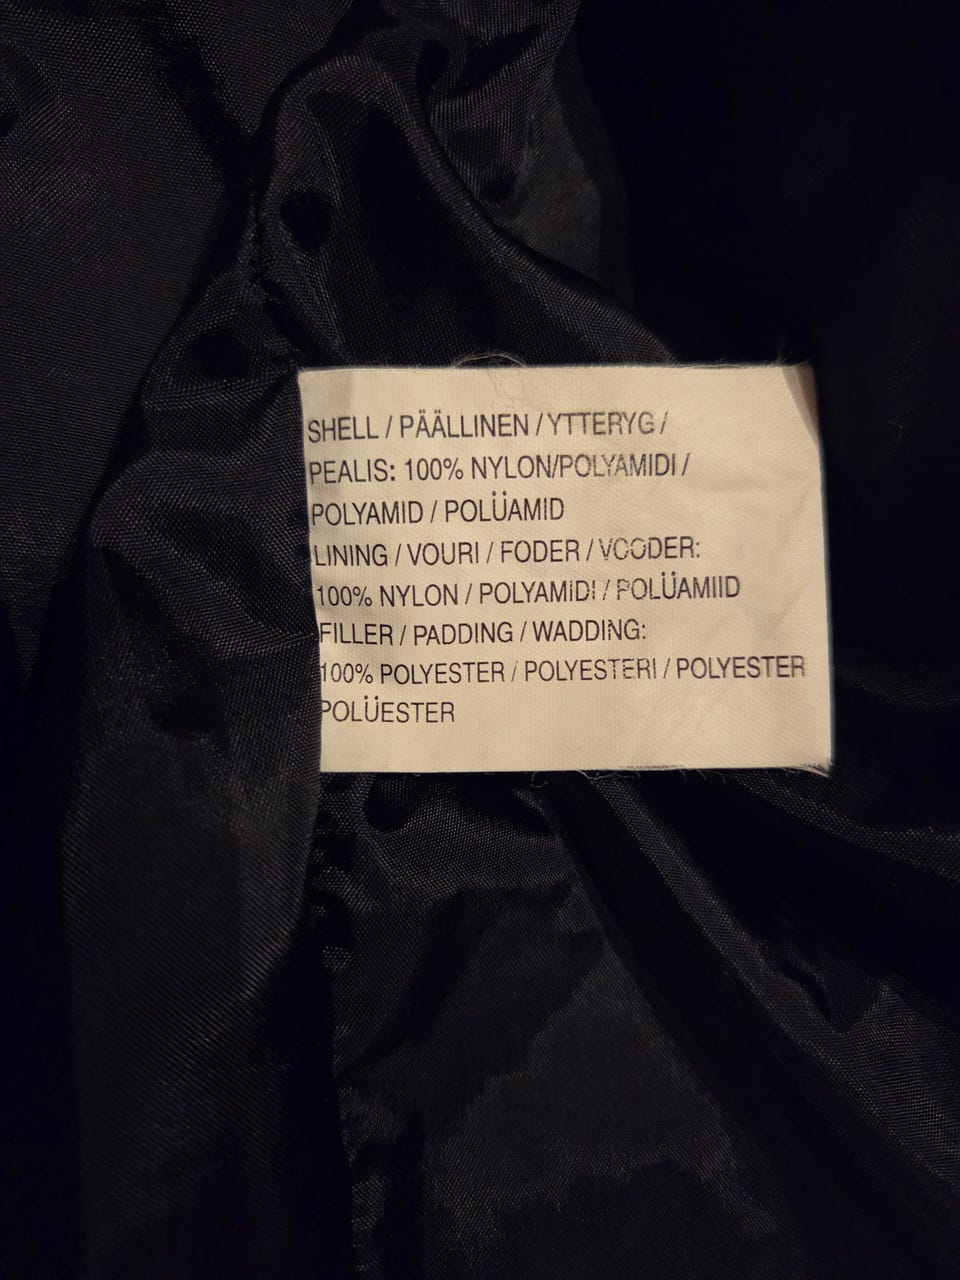 SHELL / PÄÄLLINEN / YTTERYG /
PEALIS: 100% NYLON/POLYAMIDI /
POLYAMID / POLÜAMID
LINING / VOURI / FODER / VOODER:
100% NYLON / POLYAMIDI / POLÜAMIID
FILLER / PADDING / WADDING:
100% POLYESTER / POLYESTERI / POLYESTER
POLÜESTER